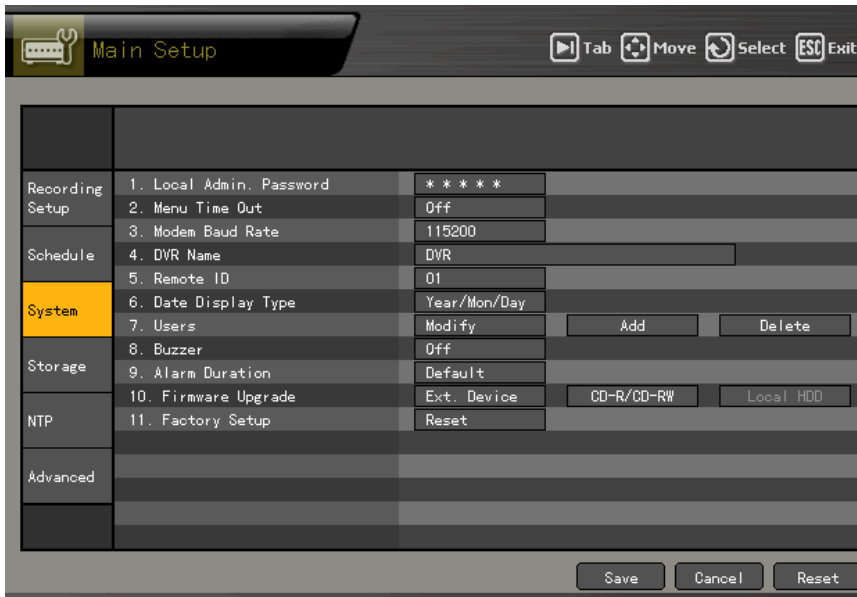 Main Setup
Tab Move Select ESC Exit
Recording Setup
Schedule
System
Storage
NTP
Advanced
1. Local Admin. Password * * * * *
2. Menu Time Out Off
3. Modem Baud Rate 115200
4. DVR Name DVR
5. Remote ID 01
6. Date Display Type Year/Mon/Day
7. Users Modify Add Delete
8. Buzzer Off
9. Alarm Duration Default
10. Firmware Upgrade Ext. Device CD-R/CD-RW Local HDD
11. Factory Setup Reset
Save Cancel Reset